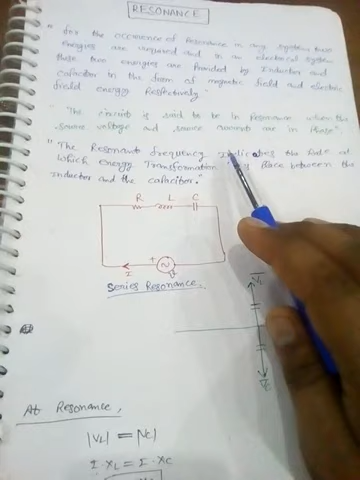 RESONANCE
" for the occurence of Resonance in any system two
Energies are required and in an electrical system
these two energies are Provided by Inductor and
Capacitor in the form of magnetic field and electric
field energy Respectively."
"The circuit is said to be in Resonance when the
source voltage and source currents are in Phase".
"The Resonant frequency Indicates the Rate at
which energy Transformation Place between the
inductor and the capacitor."
R L C
+
I
Series Resonance.
VL
VC
At Resonance,
|VL| = |VC|
I·XL = I·XC